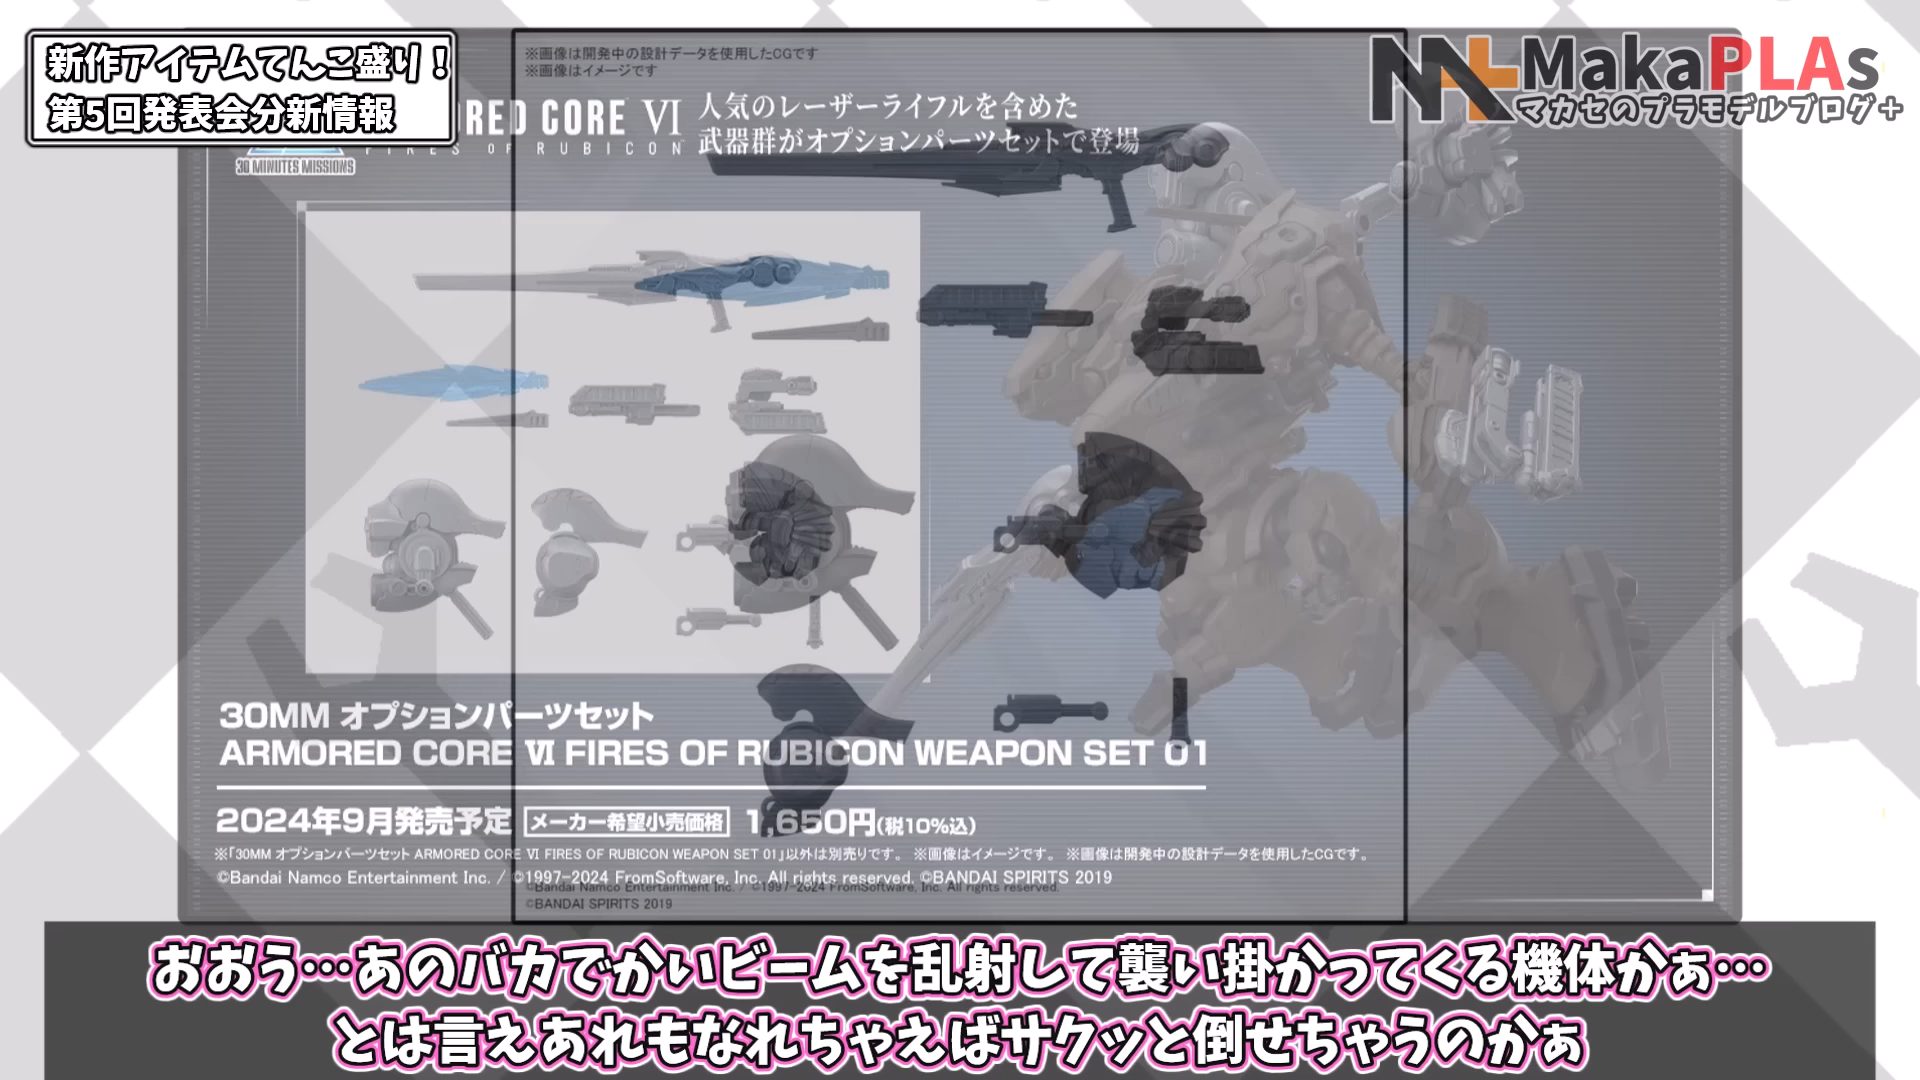 新作アイテムてんこ盛り！
第5回発表会分新情報
※画像は開発中の設計データを使用したCGです
※画像はイメージです
MakaPLAs
マカセのプラモデルブログ＋
RED CORE VI
FIRES OF RUBICON
人気のレーザーライフルを含めた
武器群がオプションパーツセットで登場
30 MINUTES MISSIONS
30MM オプションパーツセット
ARMORED CORE Ⅵ FIRES OF RUBICON WEAPON SET 01
2024年9月発売予定 メーカー希望小売価格 1,650円(税10%込)
※「30MM オプションパーツセット ARMORED CORE Ⅵ FIRES OF RUBICON WEAPON SET 01」以外は別売りです。 ※画像はイメージです。 ※画像は開発中の設計データを使用したCGです。
©Bandai Namco Entertainment Inc. / ©1997-2024 FromSoftware, Inc. All rights reserved. ©BANDAI SPIRITS 2019
©Bandai Namco Entertainment Inc. / ©1997-2024 FromSoftware, Inc. All rights reserved.
©BANDAI SPIRITS 2019
おおう…あのバカでかいビームを乱射して襲い掛かってくる機体かぁ…
とは言えあれもなれちゃえばサクッと倒せちゃうのかぁ